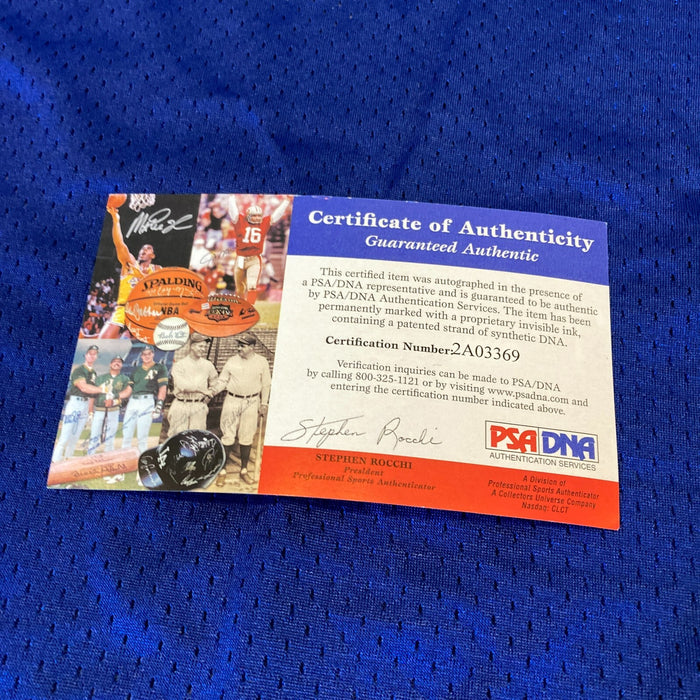 Certificate of Authenticity
Guaranteed Authentic
This certified item was autographed in the presence of
a PSA/DNA representative and is guaranteed to be authentic
by PSA/DNA Authentication Services. The item has been
permanently marked with a proprietary invisible ink,
containing a patented strand of synthetic DNA.
Certification Number: 2A03369
Verification inquiries can be made to PSA/DNA
by calling 800-325-1121 or by visiting www.psadna.com and
entering the certification number indicated above.
Stephen Rocchi
STEPHEN ROCCHI
President
Professional Sports Authenticator
PSA DNA
AUTHENTICATION SERVICES
A Division of
Professional Sports Authenticator
A Collectors Universe Company
Nasdaq: CLCT
SPALDING
NBA
16